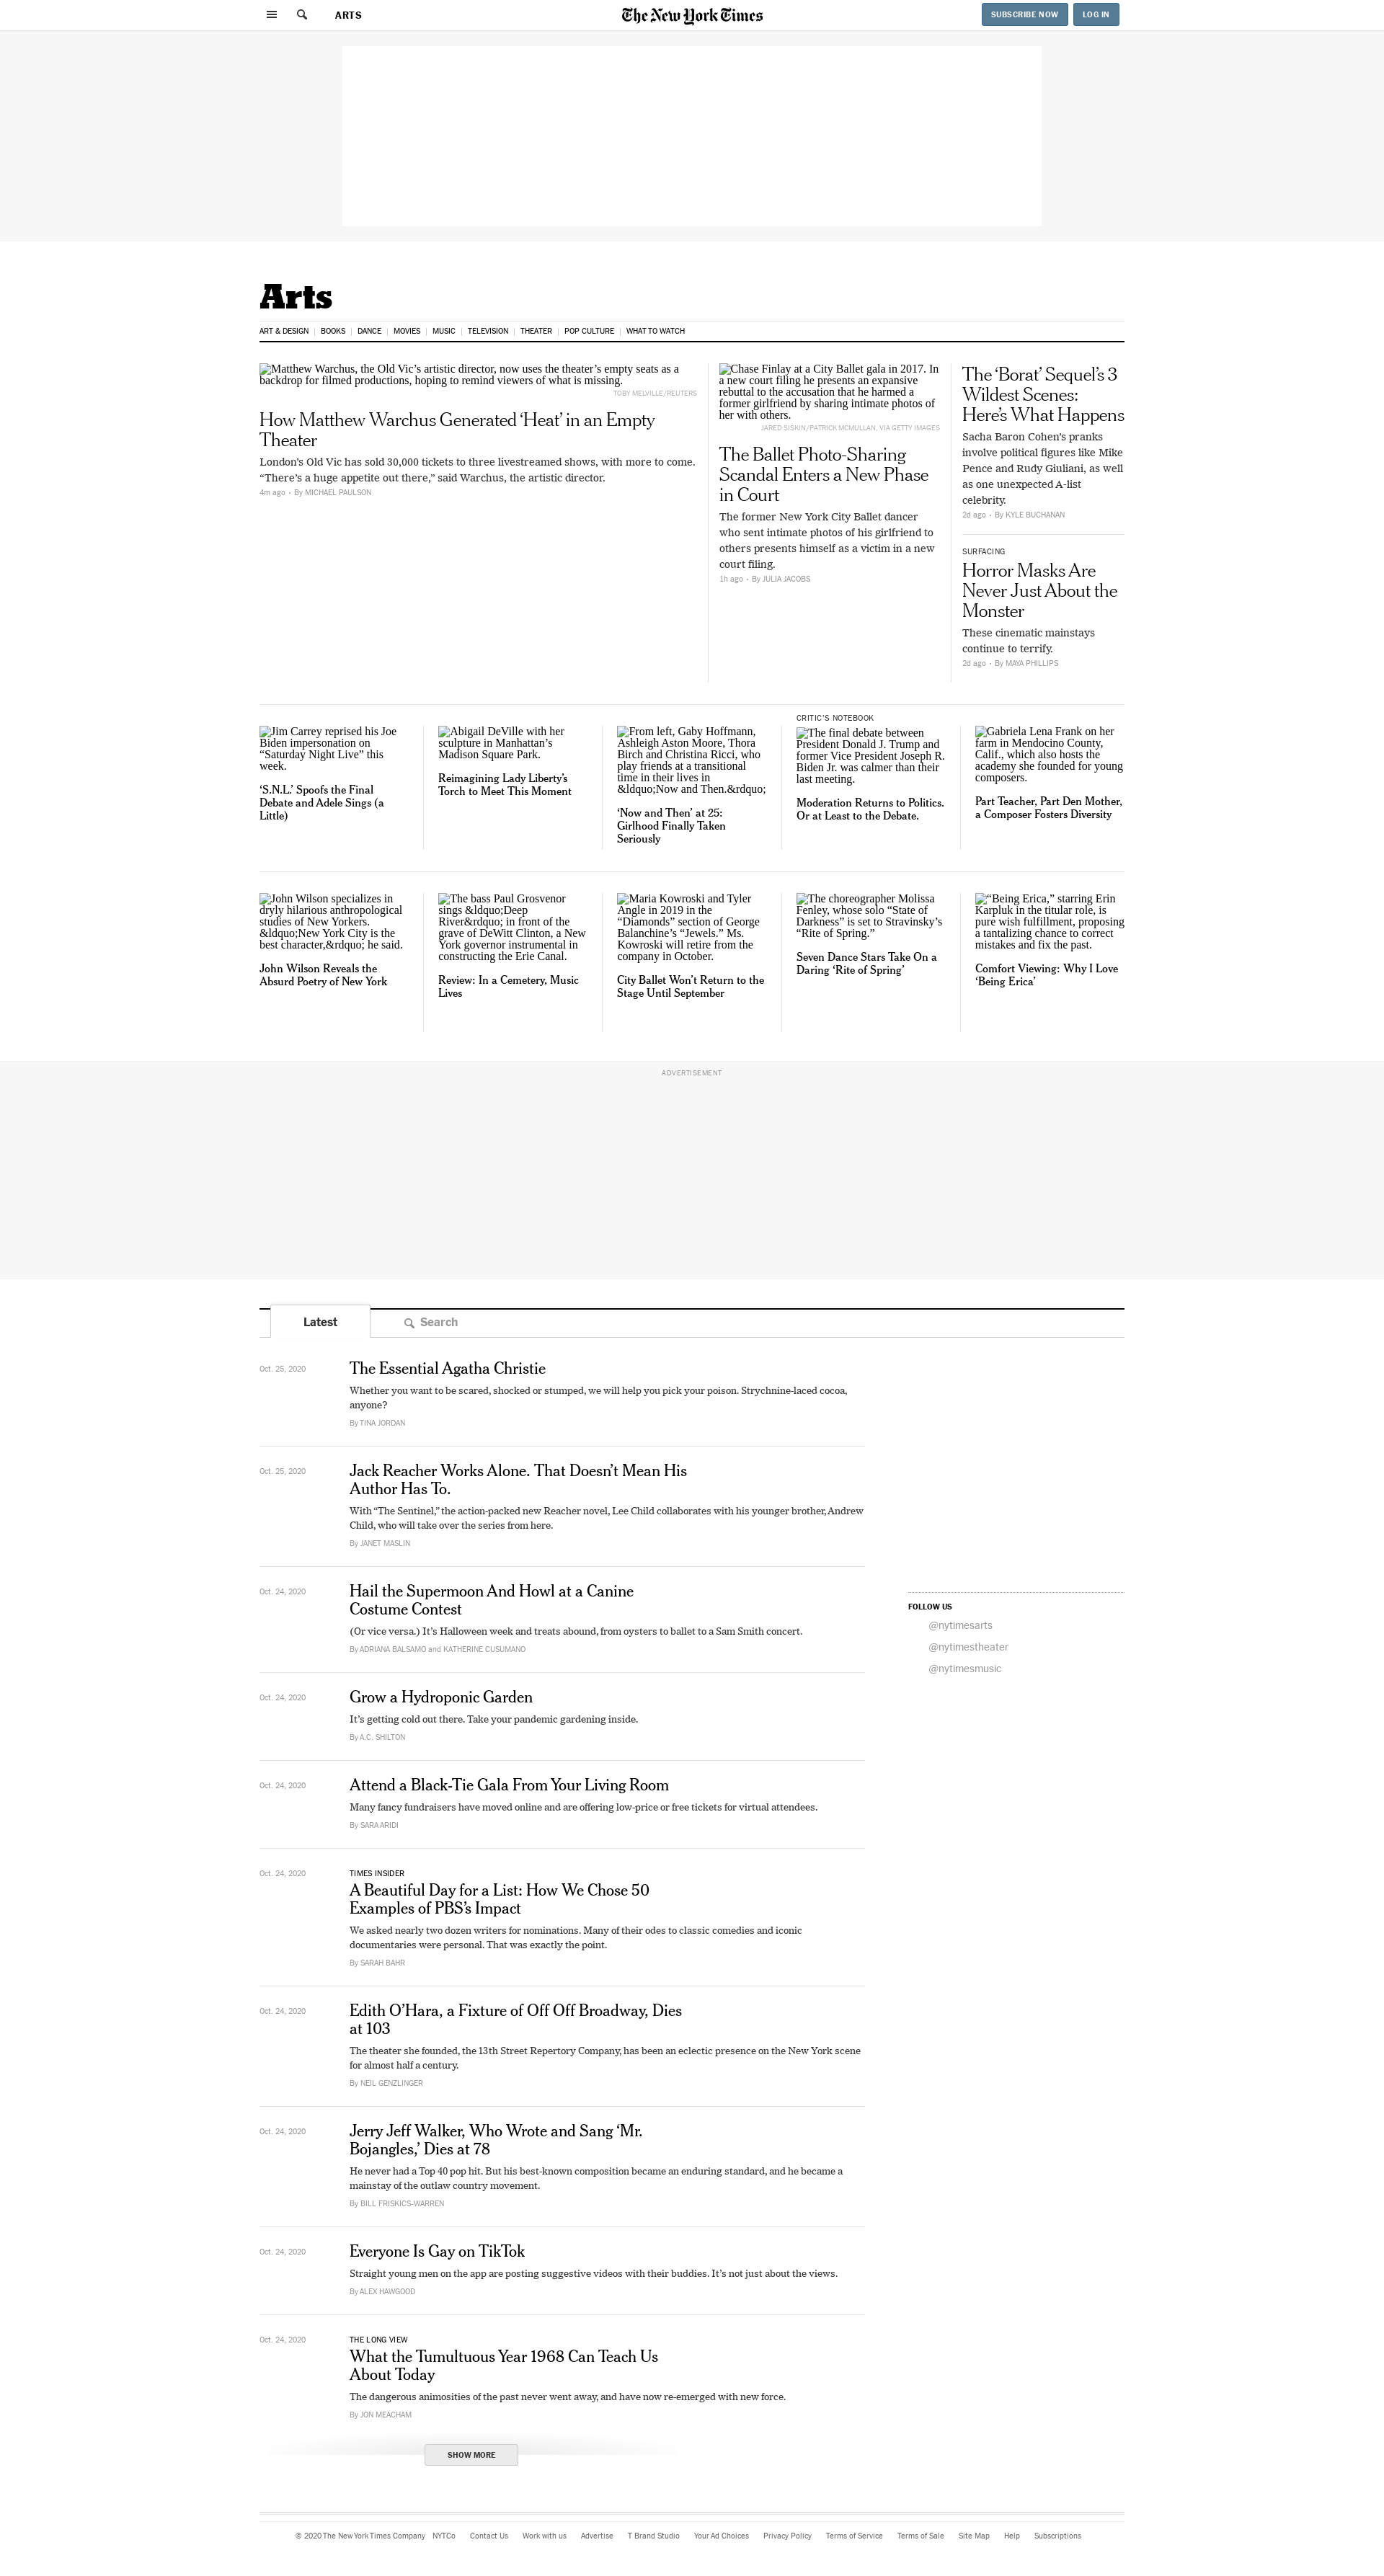 ARTS
The New York Times
SUBSCRIBE NOW
LOG IN
Arts
ART & DESIGN
BOOKS
DANCE
MOVIES
MUSIC
TELEVISION
THEATER
POP CULTURE
WHAT TO WATCH
Matthew Warchus, the Old Vic’s artistic director, now uses the theater’s empty seats as a
backdrop for filmed productions, hoping to remind viewers of what is missing.
TOBY MELVILLE/REUTERS
How Matthew Warchus Generated ‘Heat’ in an Empty
Theater
London’s Old Vic has sold 30,000 tickets to three livestreamed shows, with more to come.
“There’s a huge appetite out there,” said Warchus, the artistic director.
4m ago • By MICHAEL PAULSON
Chase Finlay at a City Ballet gala in 2017. In
a new court filing he presents an expansive
rebuttal to the accusation that he harmed a
former girlfriend by sharing intimate photos of
her with others.
JARED SISKIN/PATRICK MCMULLAN, VIA GETTY IMAGES
The Ballet Photo-Sharing
Scandal Enters a New Phase
in Court
The former New York City Ballet dancer
who sent intimate photos of his girlfriend to
others presents himself as a victim in a new
court filing.
1h ago • By JULIA JACOBS
The ‘Borat’ Sequel’s 3
Wildest Scenes:
Here’s What Happens
Sacha Baron Cohen’s pranks
involve political figures like Mike
Pence and Rudy Giuliani, as well
as one unexpected A-list
celebrity.
2d ago • By KYLE BUCHANAN
SURFACING
Horror Masks Are
Never Just About the
Monster
These cinematic mainstays
continue to terrify.
2d ago • By MAYA PHILLIPS
Jim Carrey reprised his Joe
Biden impersonation on
“Saturday Night Live” this
week.
‘S.N.L.’ Spoofs the Final
Debate and Adele Sings (a
Little)
Abigail DeVille with her
sculpture in Manhattan’s
Madison Square Park.
Reimagining Lady Liberty’s
Torch to Meet This Moment
From left, Gaby Hoffmann,
Ashleigh Aston Moore, Thora
Birch and Christina Ricci, who
play friends at a transitional
time in their lives in
&ldquo;Now and Then.&rdquo;
‘Now and Then’ at 25:
Girlhood Finally Taken
Seriously
CRITIC’S NOTEBOOK
The final debate between
President Donald J. Trump and
former Vice President Joseph R.
Biden Jr. was calmer than their
last meeting.
Moderation Returns to Politics.
Or at Least to the Debate.
Gabriela Lena Frank on her
farm in Mendocino County,
Calif., which also hosts the
academy she founded for young
composers.
Part Teacher, Part Den Mother,
a Composer Fosters Diversity
John Wilson specializes in
dryly hilarious anthropological
studies of New Yorkers.
&ldquo;New York City is the
best character,&rdquo; he said.
John Wilson Reveals the
Absurd Poetry of New York
The bass Paul Grosvenor
sings &ldquo;Deep
River&rdquo; in front of the
grave of DeWitt Clinton, a New
York governor instrumental in
constructing the Erie Canal.
Review: In a Cemetery, Music
Lives
Maria Kowroski and Tyler
Angle in 2019 in the
“Diamonds” section of George
Balanchine’s “Jewels.” Ms.
Kowroski will retire from the
company in October.
City Ballet Won’t Return to the
Stage Until September
The choreographer Molissa
Fenley, whose solo “State of
Darkness” is set to Stravinsky’s
“Rite of Spring.”
Seven Dance Stars Take On a
Daring ‘Rite of Spring’
“Being Erica,” starring Erin
Karpluk in the titular role, is
pure wish fulfillment, proposing
a tantalizing chance to correct
mistakes and fix the past.
Comfort Viewing: Why I Love
‘Being Erica’
ADVERTISEMENT
Latest
Search
Oct. 25, 2020
The Essential Agatha Christie
Whether you want to be scared, shocked or stumped, we will help you pick your poison. Strychnine-laced cocoa,
anyone?
By TINA JORDAN
Oct. 25, 2020
Jack Reacher Works Alone. That Doesn’t Mean His
Author Has To.
With “The Sentinel,” the action-packed new Reacher novel, Lee Child collaborates with his younger brother, Andrew
Child, who will take over the series from here.
By JANET MASLIN
Oct. 24, 2020
Hail the Supermoon And Howl at a Canine
Costume Contest
(Or vice versa.) It’s Halloween week and treats abound, from oysters to ballet to a Sam Smith concert.
By ADRIANA BALSAMO and KATHERINE CUSUMANO
FOLLOW US
@nytimesarts
@nytimestheater
@nytimesmusic
Oct. 24, 2020
Grow a Hydroponic Garden
It’s getting cold out there. Take your pandemic gardening inside.
By A.C. SHILTON
Oct. 24, 2020
Attend a Black-Tie Gala From Your Living Room
Many fancy fundraisers have moved online and are offering low-price or free tickets for virtual attendees.
By SARA ARIDI
Oct. 24, 2020
TIMES INSIDER
A Beautiful Day for a List: How We Chose 50
Examples of PBS’s Impact
We asked nearly two dozen writers for nominations. Many of their odes to classic comedies and iconic
documentaries were personal. That was exactly the point.
By SARAH BAHR
Oct. 24, 2020
Edith O’Hara, a Fixture of Off Off Broadway, Dies
at 103
The theater she founded, the 13th Street Repertory Company, has been an eclectic presence on the New York scene
for almost half a century.
By NEIL GENZLINGER
Oct. 24, 2020
Jerry Jeff Walker, Who Wrote and Sang ‘Mr.
Bojangles,’ Dies at 78
He never had a Top 40 pop hit. But his best-known composition became an enduring standard, and he became a
mainstay of the outlaw country movement.
By BILL FRISKICS-WARREN
Oct. 24, 2020
Everyone Is Gay on TikTok
Straight young men on the app are posting suggestive videos with their buddies. It’s not just about the views.
By ALEX HAWGOOD
Oct. 24, 2020
THE LONG VIEW
What the Tumultuous Year 1968 Can Teach Us
About Today
The dangerous animosities of the past never went away, and have now re-emerged with new force.
By JON MEACHAM
SHOW MORE
© 2020 The New York Times Company NYTCo Contact Us Work with us Advertise T Brand Studio Your Ad Choices Privacy Policy Terms of Service Terms of Sale Site Map Help Subscriptions